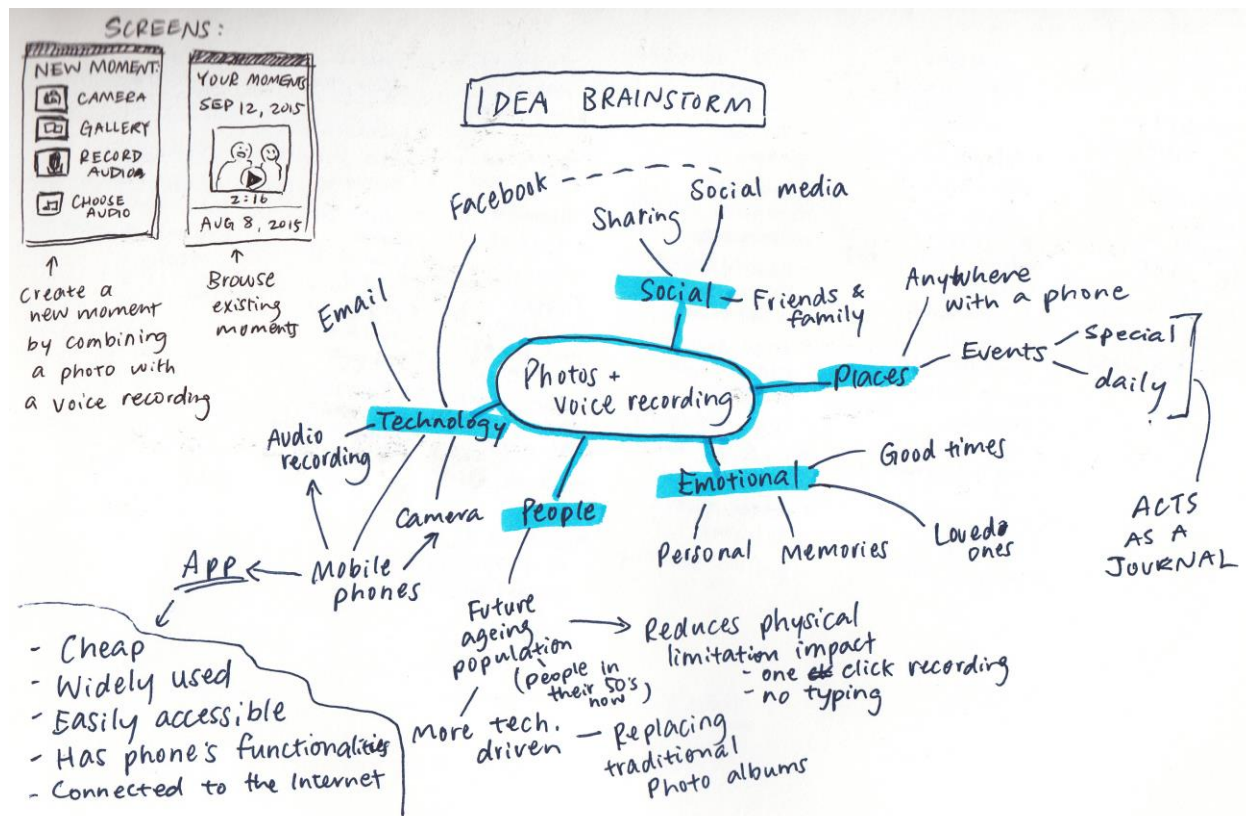 SCREENS:
NEW MOMENT:
CAMERA
GALLERY
RECORD
AUDIO
CHOOSE
AUDIO
YOUR MOMENTS
SEP 12, 2015
2:16
AUG 8, 2015
Create a
new moment
by combining
a photo with
a voice recording
Browse
existing
moments
IDEA BRAINSTORM
Photos +
voice recording
Social
Sharing
Social media
Friends &
family
Places
Anywhere
with a phone
Events
special
daily
ACTS
AS A
JOURNAL
Emotional
Good times
Loved
ones
Memories
Personal
People
Future
ageing
population
(people in
their 50's
now)
Reduces physical
limitation impact
- one click recording
- no typing
More tech.
driven
Replacing
traditional
Photo albums
Technology
Facebook
Email
Audio
recording
Camera
Mobile
phones
App
- Cheap
- Widely used
- Easily accessible
- Has phone's functionalities
- Connected to the Internet